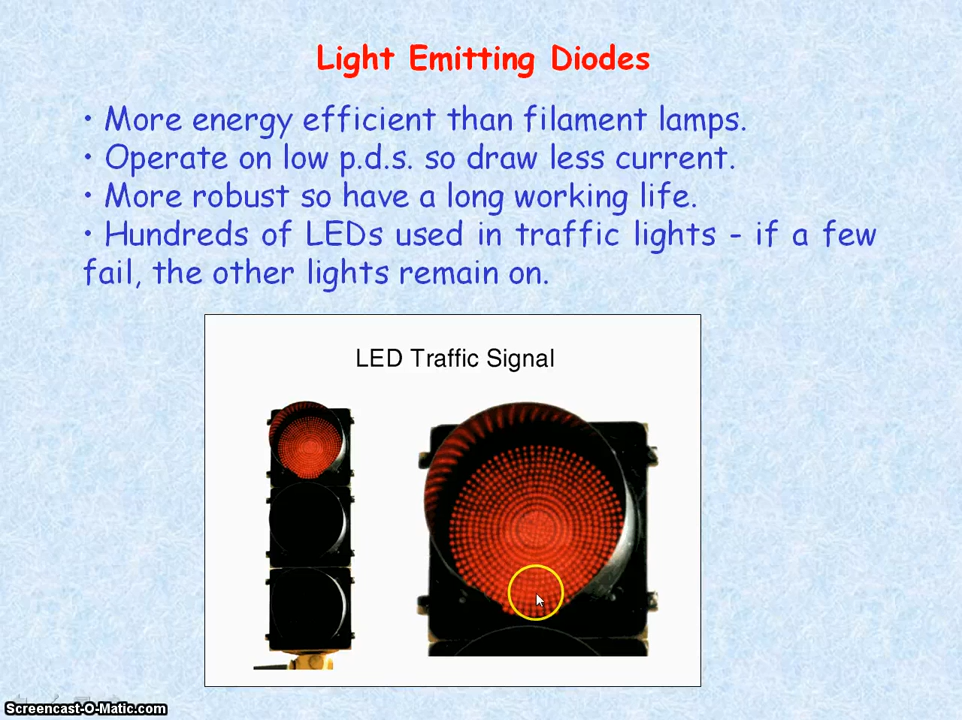 Light Emitting Diodes
• More energy efficient than filament lamps.
• Operate on low p.d.s. so draw less current.
• More robust so have a long working life.
• Hundreds of LEDs used in traffic lights - if a few
fail, the other lights remain on.
LED Traffic Signal
Screencast-O-Matic.com